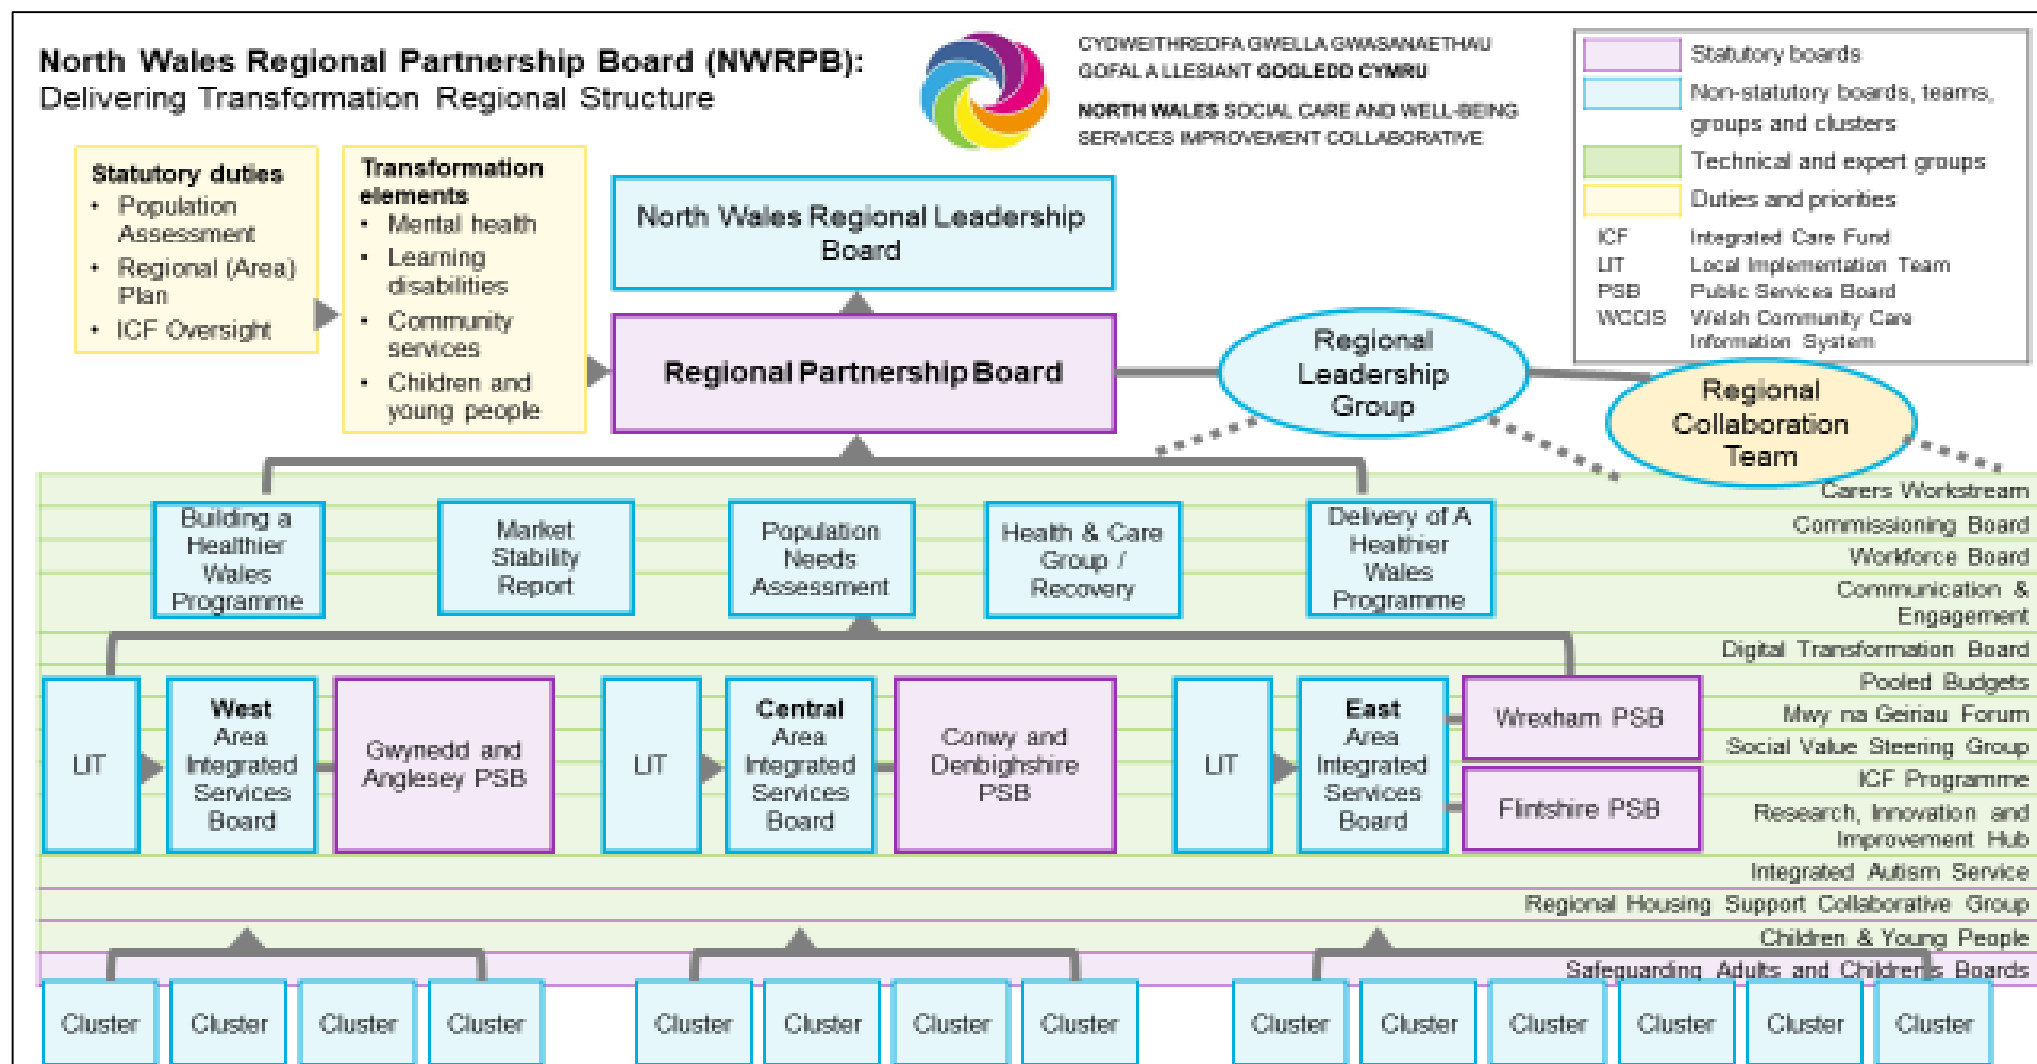 North Wales Regional Partnership Board (NWRPB):
Delivering Transformation Regional Structure
CYDWEITHREDFA GWELLA GWASANAETHAU
GOFAL A LLESIANT GOGLEDD CYMRU
NORTH WALES SOCIAL CARE AND WELL-BEING
SERVICES IMPROVEMENT COLLABORATIVE
Statutory boards
Non-statutory boards, teams,
groups and clusters
Technical and expert groups
Duties and priorities
ICF Integrated Care Fund
LIT Local Implementation Team
PSB Public Services Board
WCCIS Welsh Community Care
Information System
Statutory duties
• Population
Assessment
• Regional (Area)
Plan
• ICF Oversight
Transformation
elements
• Mental health
• Learning
disabilities
• Community
services
• Children and
young people
North Wales Regional Leadership
Board
Regional Partnership Board
Regional
Leadership
Group
Regional
Collaboration
Team
Building a
Healthier
Wales
Programme
Market
Stability
Report
Population
Needs
Assessment
Health & Care
Group /
Recovery
Delivery of A
Healthier
Wales
Programme
Carers Workstream
Commissioning Board
Workforce Board
Communication &
Engagement
Digital Transformation Board
Pooled Budgets
Mwy na Geiriau Forum
Social Value Steering Group
ICF Programme
Research, Innovation and
Improvement Hub
Integrated Autism Service
Regional Housing Support Collaborative Group
Children & Young People
Safeguarding Adults and Children's Boards
LIT
West
Area
Integrated
Services
Board
Gwynedd and
Anglesey PSB
LIT
Central
Area
Integrated
Services
Board
Conwy and
Denbighshire
PSB
LIT
East
Area
Integrated
Services
Board
Wrexham PSB
Flintshire PSB
Cluster
Cluster
Cluster
Cluster
Cluster
Cluster
Cluster
Cluster
Cluster
Cluster
Cluster
Cluster
Cluster
Cluster